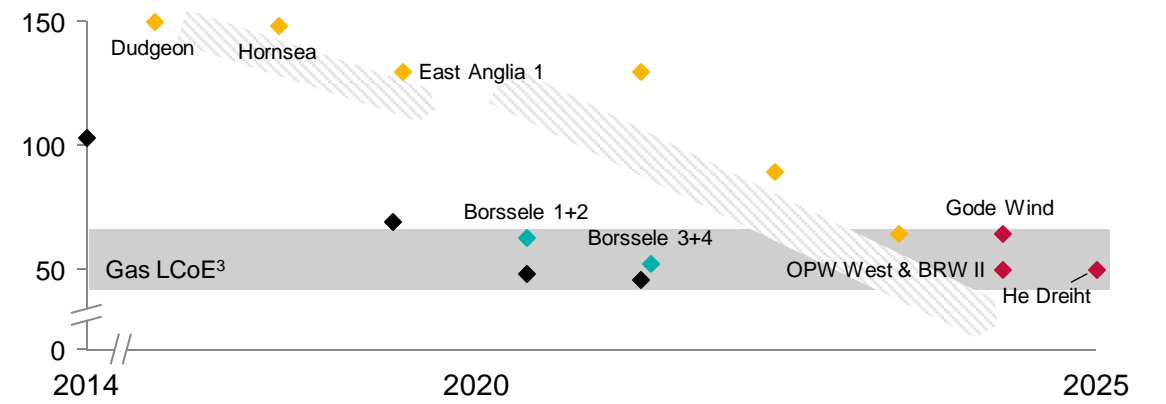 150
Dudgeon
Hornsea
East Anglia 1
100
Borssele 1+2
Gode Wind
Borssele 3+4
50
Gas LCoE³
OPW West & BRW II
He Dreiht
0
2014
2020
2025